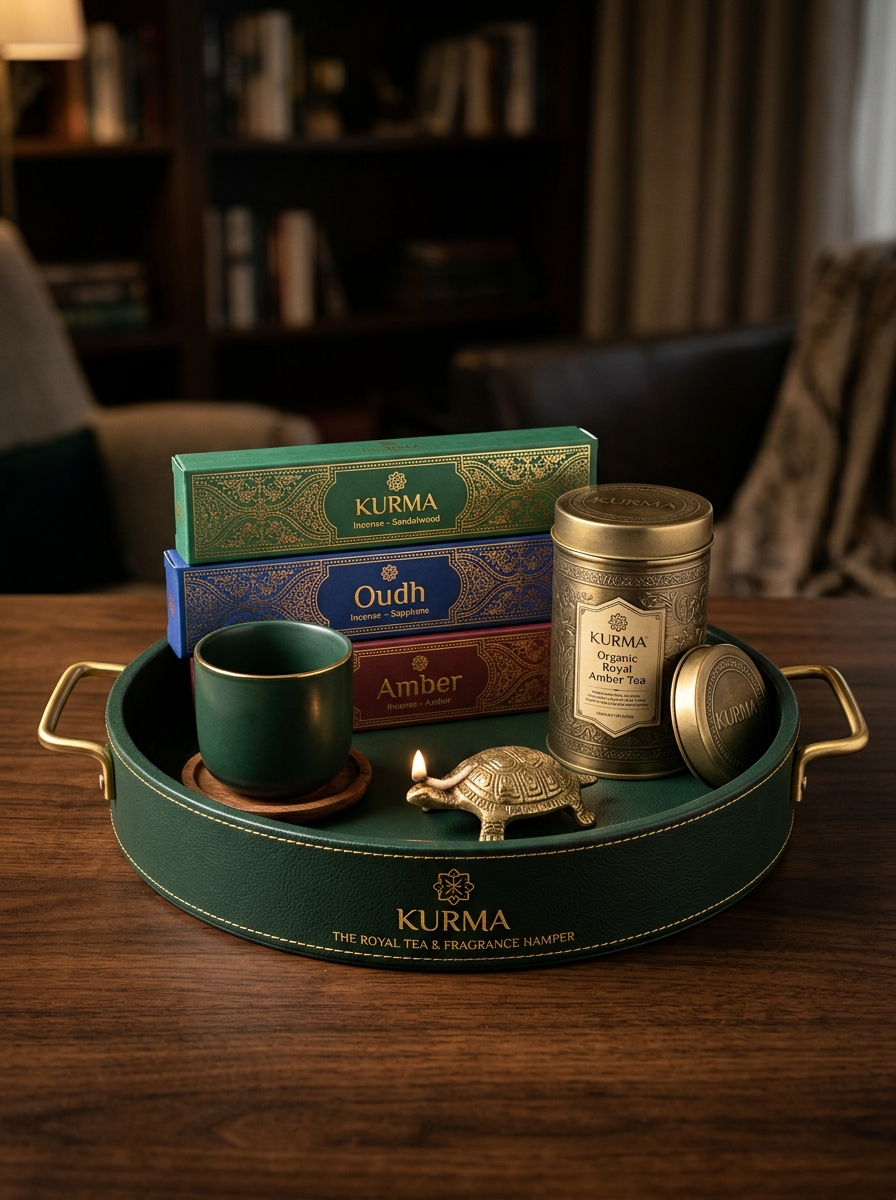 KURMA
Incense - Sandalwood
Oudh
Incense - Sapphıɾe
Amber
Incense - Amber
KURMA
KURMA
Organic
Royal
Amber Tea
KURMA
KURMA
THE ROYAL TEA & FRAGRANCE NAMPER